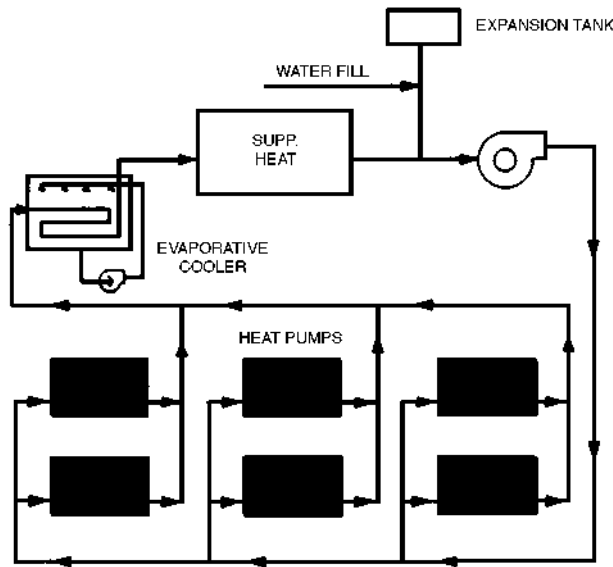 EXPANSION TANK
WATER FILL
SUPP.
HEAT
EVAPORATIVE
COOLER
HEAT PUMPS